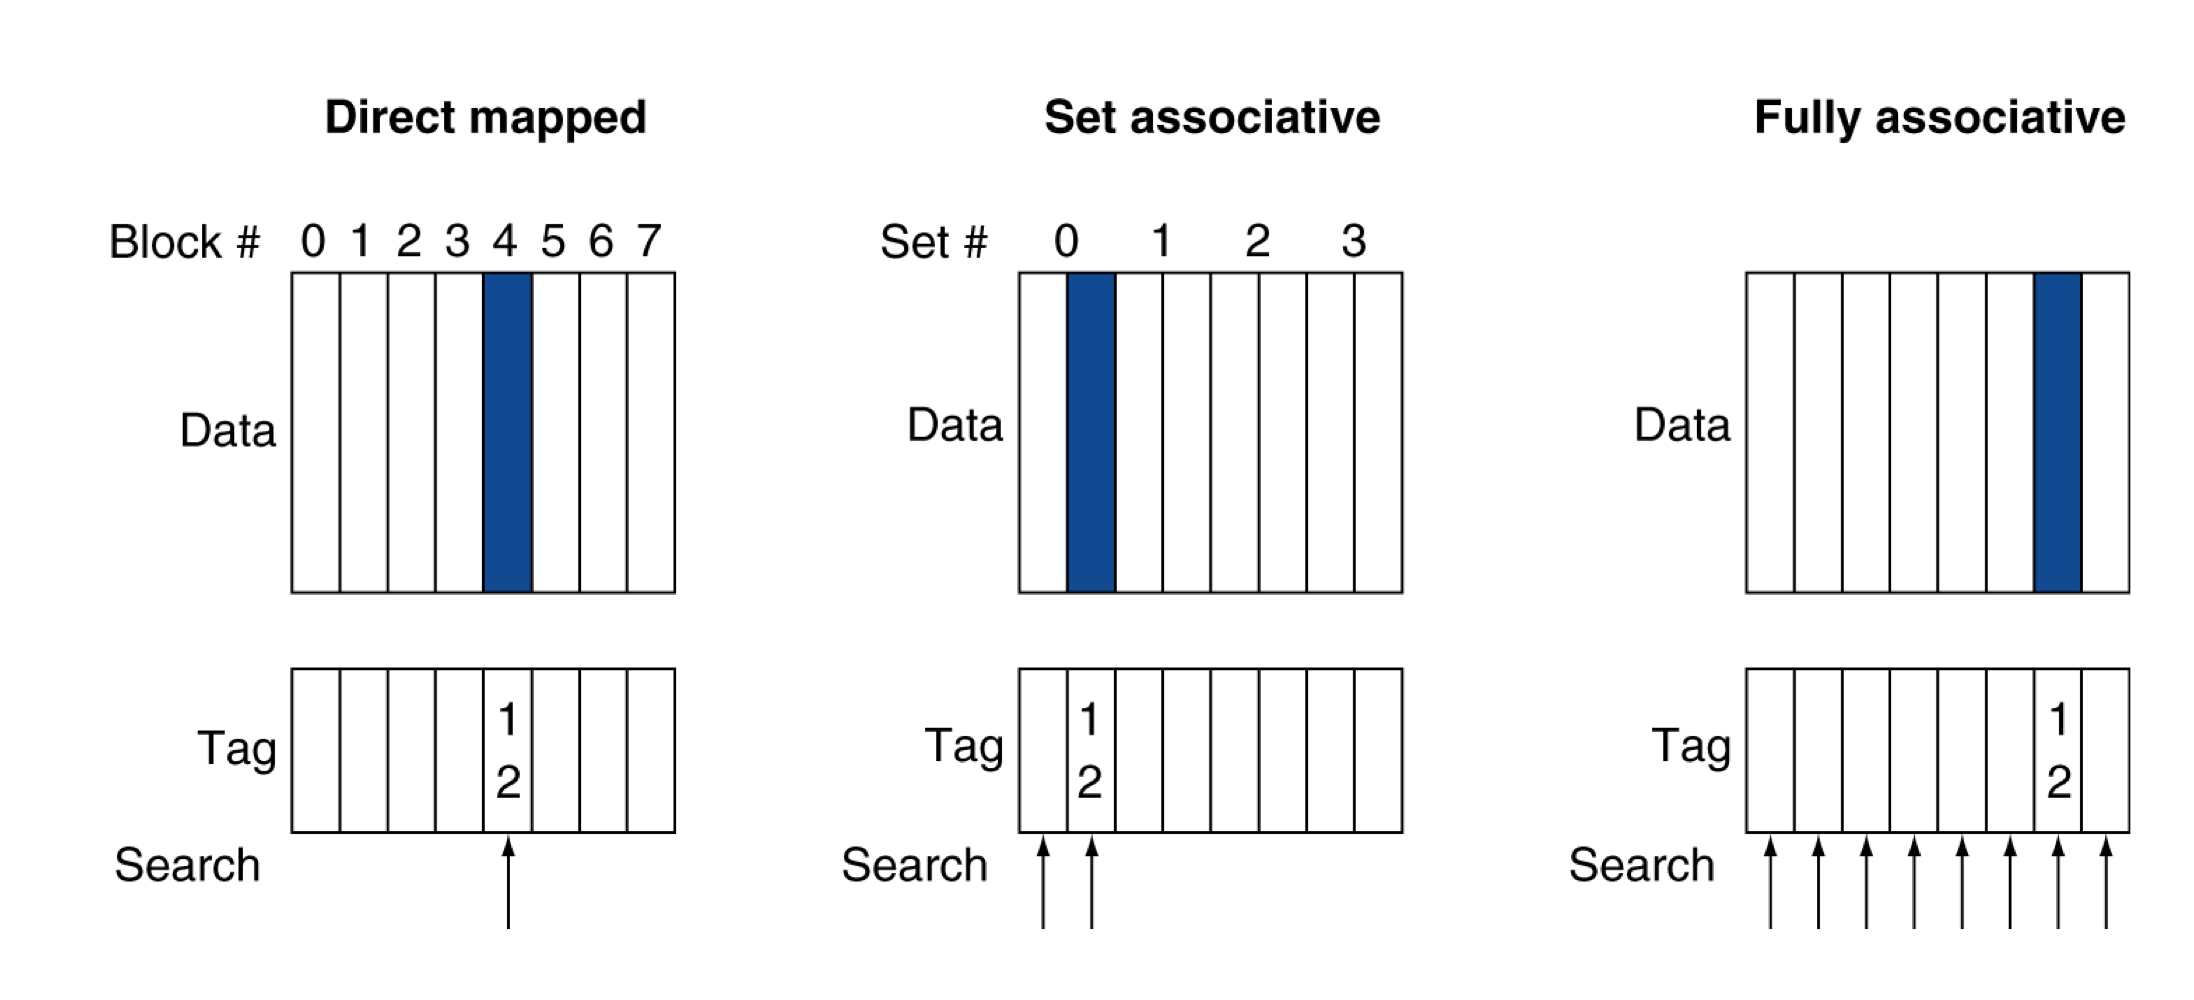 Direct mapped
Block # 0 1 2 3 4 5 6 7
Data
Tag
1
2
Search
Set associative
Set # 0 1 2 3
Data
Tag
1
2
Search
Fully associative
Data
Tag
1
2
Search